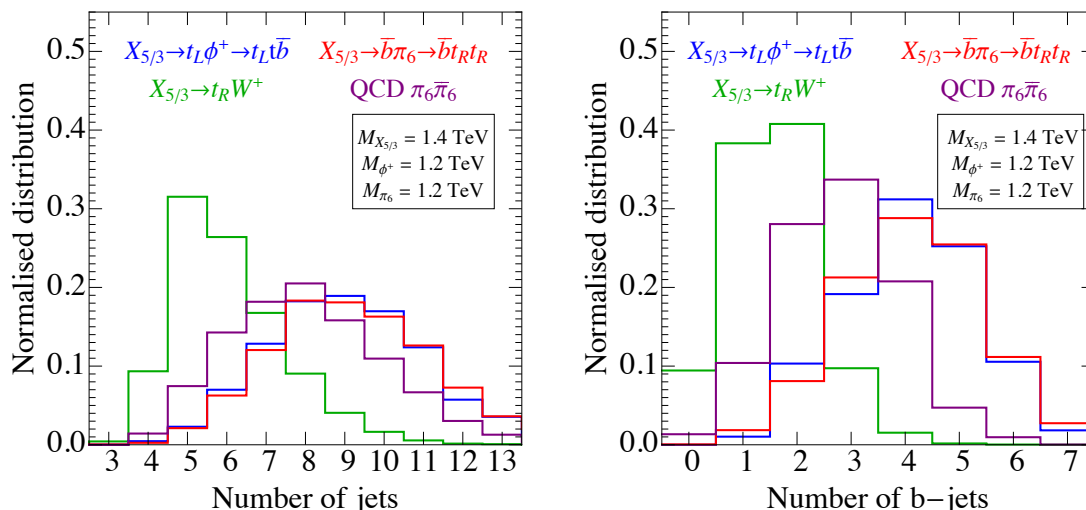 0.5
0.4
0.3
0.2
0.1
0.0
Normalised distribution
X5/3→tLϕ+→tLtb̅ X5/3→b̅π6→b̅tRtR
X5/3→tRW+ QCD π6π̅6
MX5/3 = 1.4 TeV
Mϕ+ = 1.2 TeV
Mπ6 = 1.2 TeV
3 4 5 6 7 8 9 10 11 12 13
Number of jets
0.5
0.4
0.3
0.2
0.1
0.0
Normalised distribution
X5/3→tLϕ+→tLtb̅ X5/3→b̅π6→b̅tRtR
X5/3→tRW+ QCD π6π̅6
MX5/3 = 1.4 TeV
Mϕ+ = 1.2 TeV
Mπ6 = 1.2 TeV
0 1 2 3 4 5 6 7
Number of b−jets